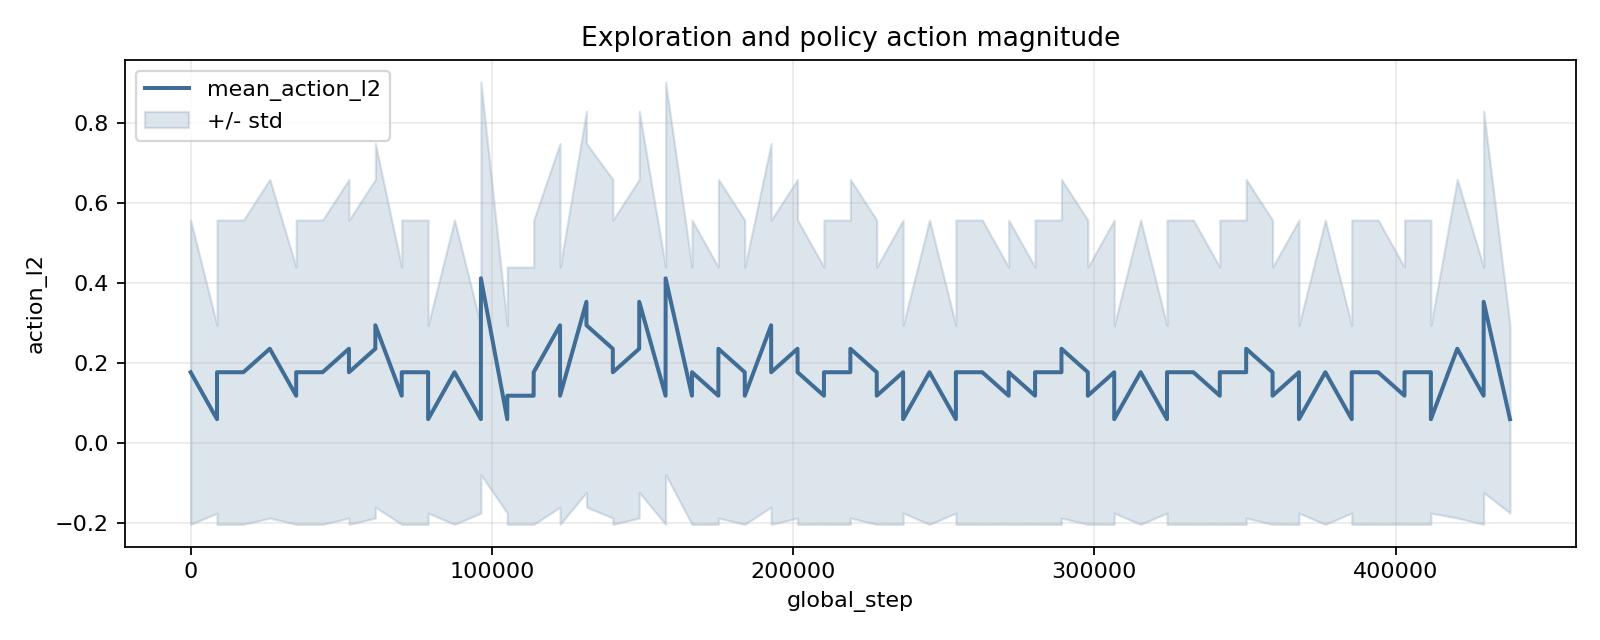 Exploration and policy action magnitude
mean_action_l2
+/- std
action_l2
0.8
0.6
0.4
0.2
0.0
−0.2
0
100000
200000
300000
400000
global_step